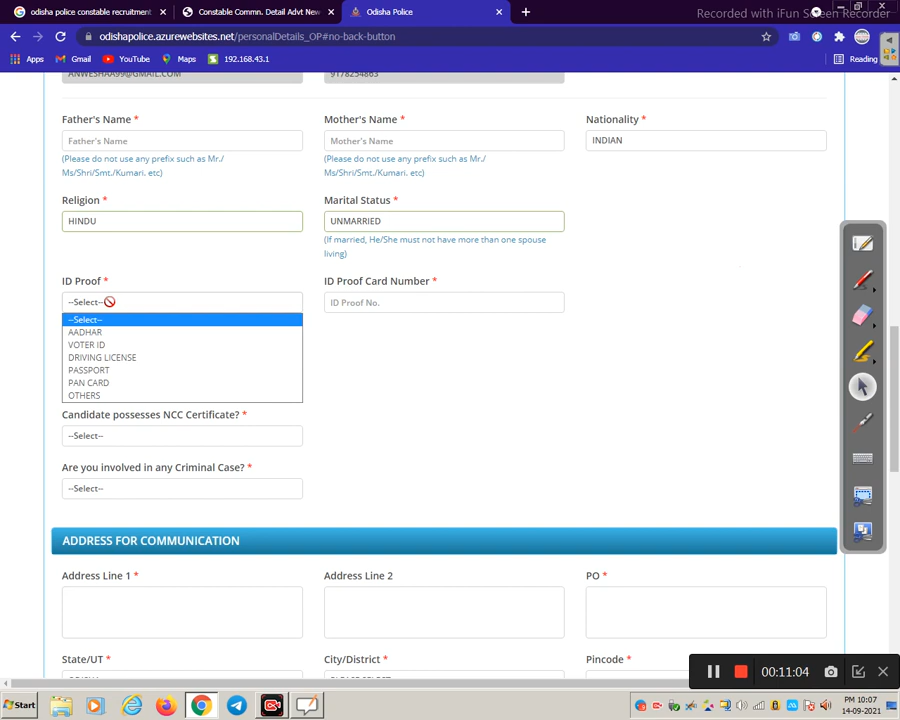 odisha police constable recruitment
Constable Commn. Detail Advt New
Odisha Police
Recorded with iFun Screen Recorder
odishapolice.azurewebsites.net/personalDetails_OP#no-back-button
Apps
Gmail
YouTube
Maps
192.168.43.1
Reading
ANWESHAA99@GMAIL.COM
9178254863
Father's Name *
Mother's Name *
Nationality *
Father's Name
Mother's Name
INDIAN
(Please do not use any prefix such as Mr./
Ms/Shri/Smt./Kumari. etc)
(Please do not use any prefix such as Mr./
Ms/Shri/Smt./Kumari. etc)
Religion *
Marital Status *
HINDU
UNMARRIED
(If married, He/She must not have more than one spouse
living)
ID Proof *
ID Proof Card Number *
--Select--
ID Proof No.
--Select--
AADHAR
VOTER ID
DRIVING LICENSE
PASSPORT
PAN CARD
OTHERS
Candidate possesses NCC Certificate? *
--Select--
Are you involved in any Criminal Case? *
--Select--
ADDRESS FOR COMMUNICATION
Address Line 1 *
Address Line 2
PO *
State/UT *
City/District *
Pincode *
00:11:04
Start
PM 10:07
14-09-2021